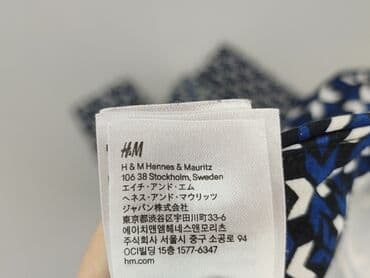 H&M
H & M Hennes & Mauritz
106 38 Stockholm, Sweden
エイチ・アンド・エム
ヘネス・アンド・マウリッツ
ジャパン株式会社
東京都渋谷区宇田川町33-6
에이치앤엠헤네스앤모리츠
주식회사 서울시 중구 소공로 94
OCI빌딩 15층 1577-6347
hm.com